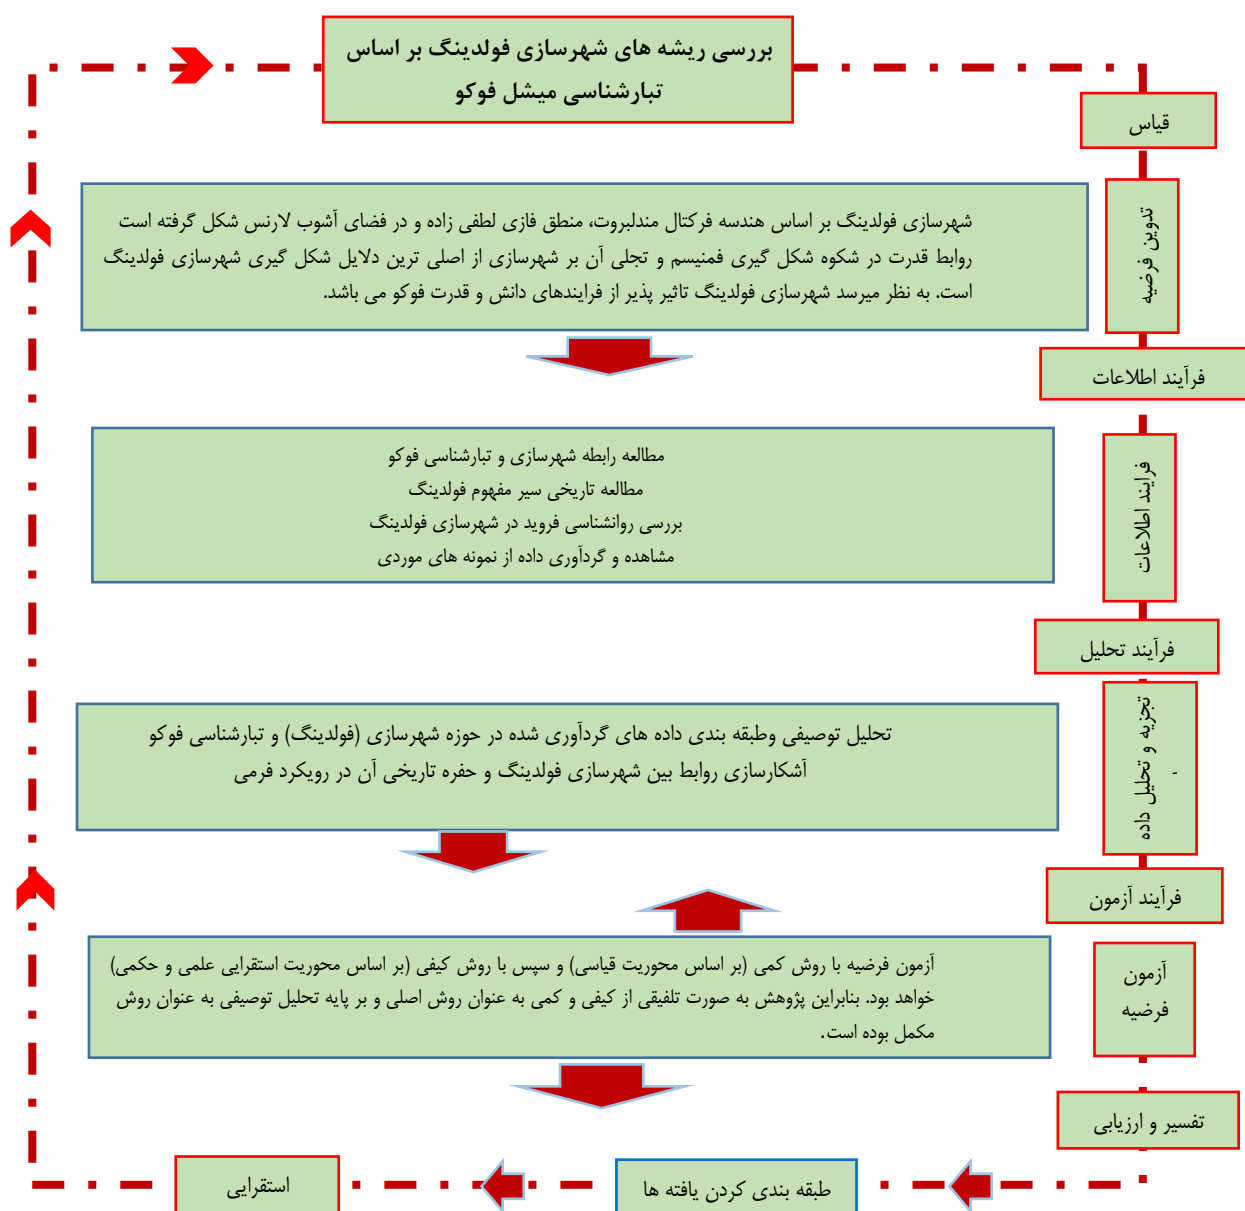 بررسی ریشه های شهرسازی فولدینگ بر اساس
تبارشناسی میشل فوکو
قیاس
تدوین فرضیه
شهرسازی فولدینگ بر اساس هندسه فرکتال مندلبروت، منطق فازی لطفی زاده و در فضای آشوب لارنس شکل گرفته است
روابط قدرت در شکوه شکل گیری فمنیسم و تجلی آن بر شهرسازی از اصلی ترین دلایل شکل گیری شهرسازی فولدینگ
است. به نظر میرسد شهرسازی فولدینگ تاثیر پذیر از فرایندهای دانش و قدرت فوکو می باشد.
فرآیند اطلاعات
فرایند اطلاعات
مطالعه رابطه شهرسازی و تبارشناسی فوکو
مطالعه تاریخی سیر مفهوم فولدینگ
بررسی روانشناسی فروید در شهرسازی فولدینگ
مشاهده و گردآوری داده از نمونه های موردی
فرآیند تحلیل
تجزیه و تحلیل داده
تحلیل توصیفی وطبقه بندی داده های گردآوری شده در حوزه شهرسازی (فولدینگ) و تبارشناسی فوکو
آشکارسازی روابط بین شهرسازی فولدینگ و حفره تاریخی آن در رویکرد فرمی
فرآیند آزمون
آزمون
فرضیه
آزمون فرضیه با روش کمی (بر اساس محوریت قیاسی) و سپس با روش کیفی (بر اساس محوریت استقرایی علمی و حکمی)
خواهد بود. بنابراین پژوهش به صورت تلفیقی از کیفی و کمی به عنوان روش اصلی و بر پایه تحلیل توصیفی به عنوان روش
مکمل بوده است.
تفسیر و ارزیابی
طبقه بندی کردن یافته ها
استقرایی